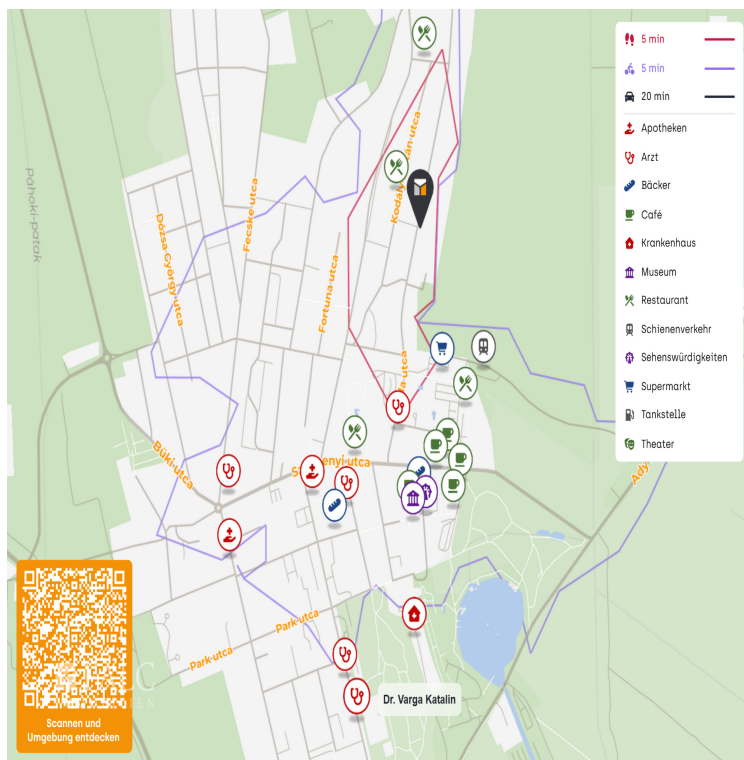 5 min
5 min
20 min
Apotheken
Arzt
Bäcker
Café
Krankenhaus
Museum
Restaurant
Schienenverkehr
Sehenswürdigkeiten
Supermarkt
Tankstelle
Theater
Páhoki-patak
Dózsa György utca
Fecske utca
Fortuna utca
Büki utca
Park utca
Park utca
Dr. Varga Katalin
Scannen und
Umgebung entdecken